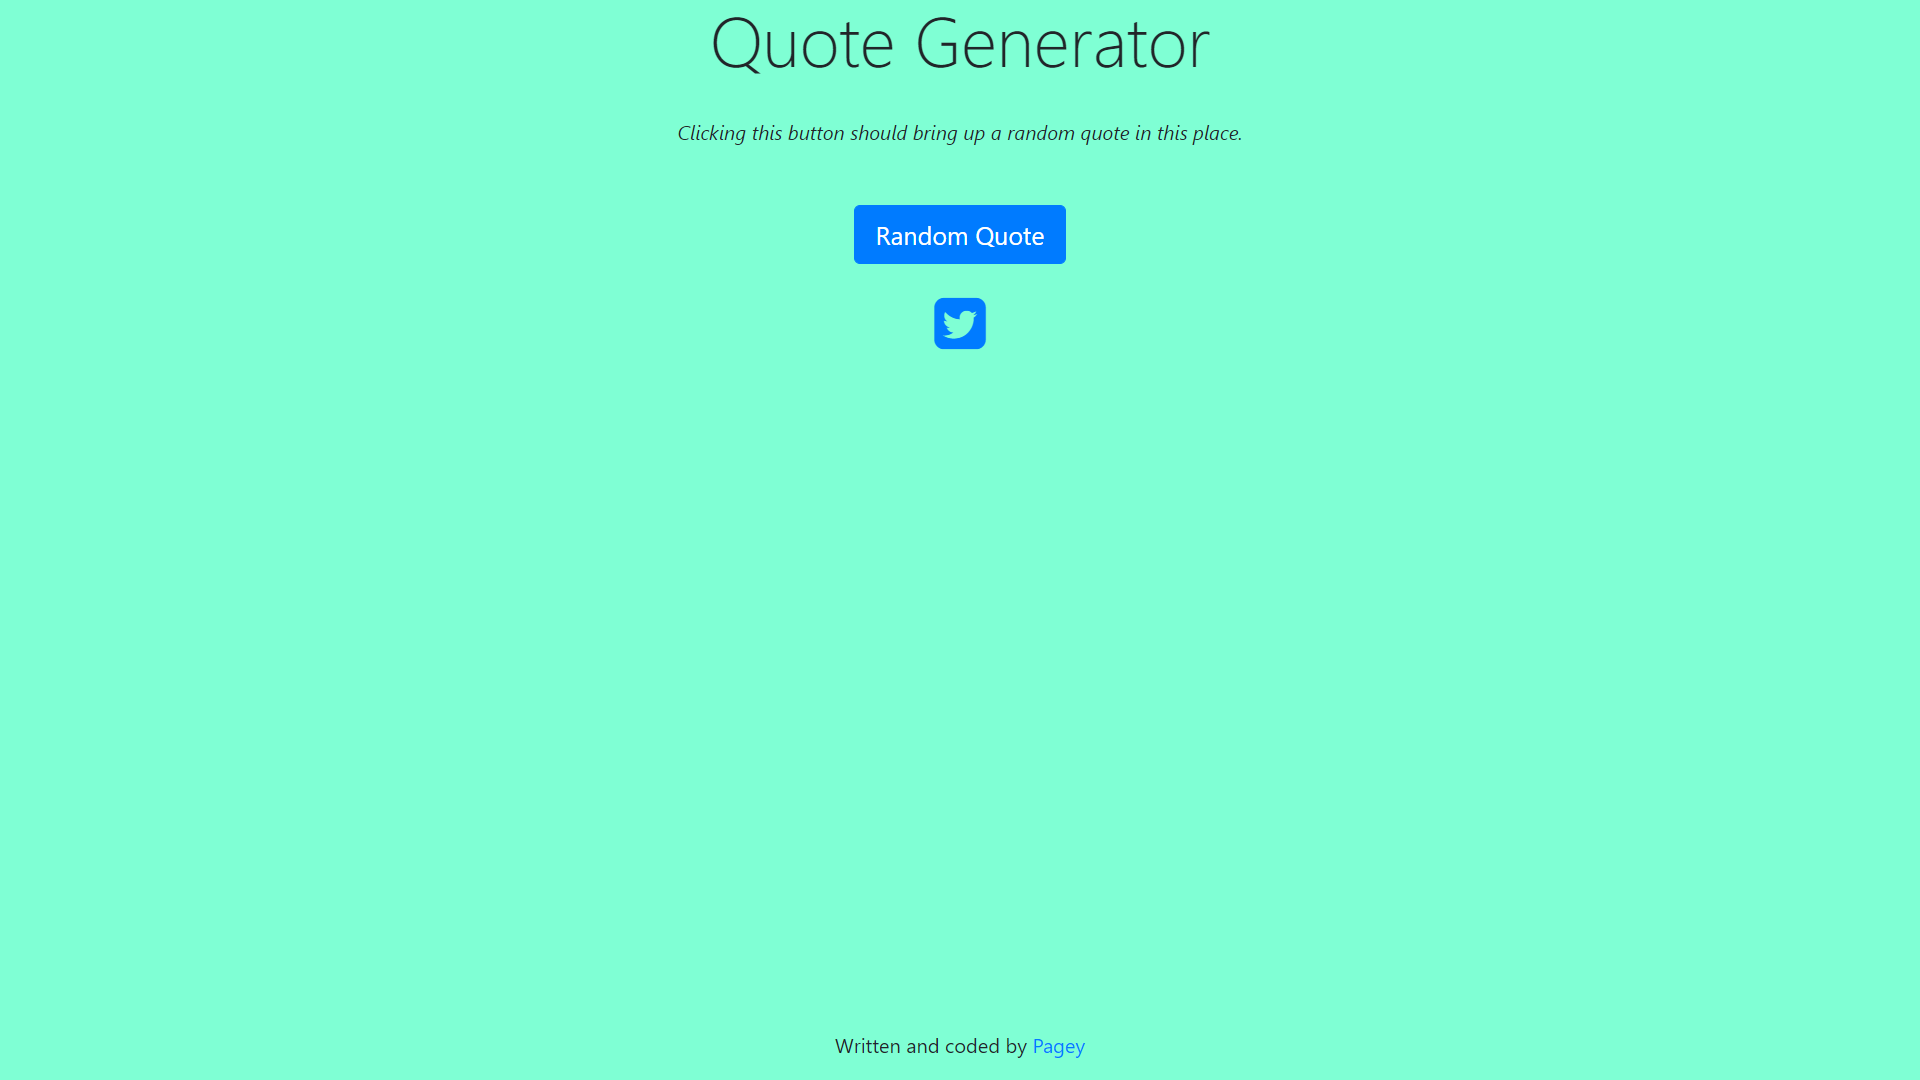 Quote Generator
Clicking this button should bring up a random quote in this place.
Random Quote
Written and coded by Pagey